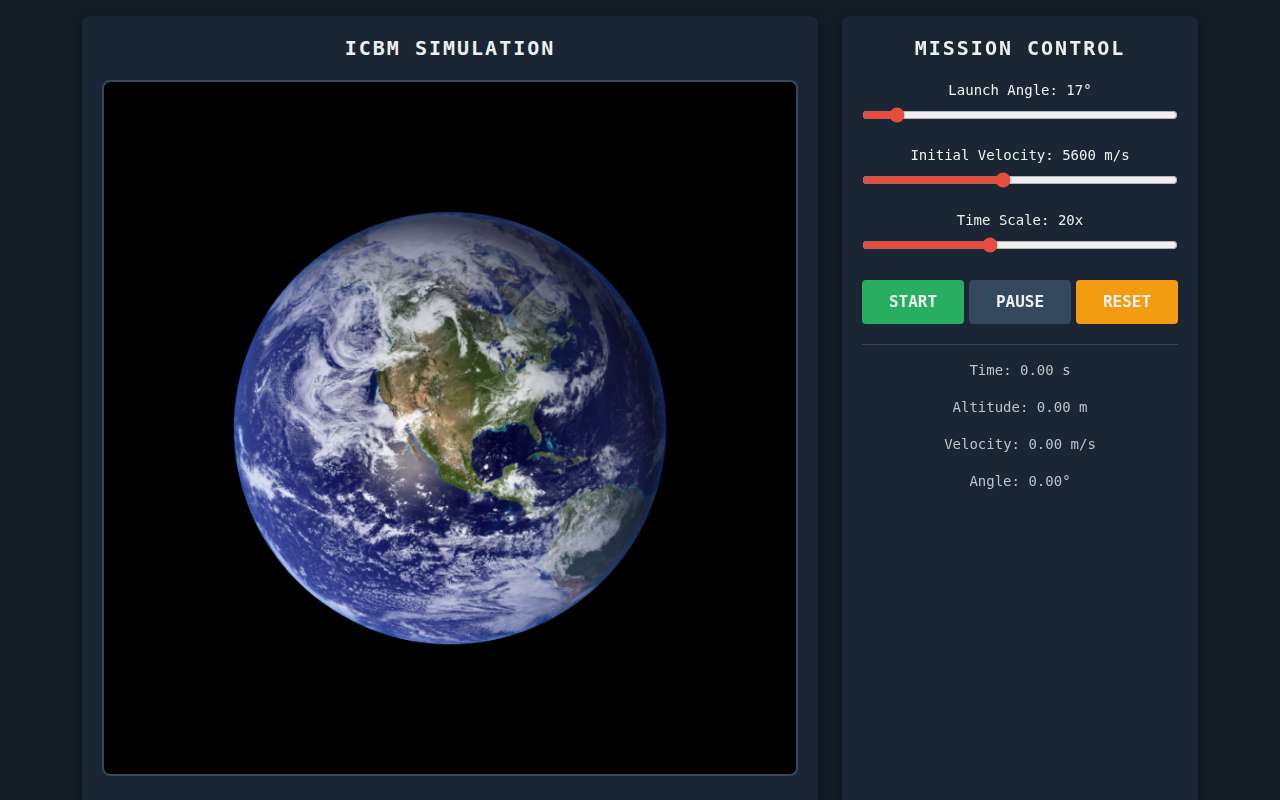 ICBM SIMULATION
MISSION CONTROL
Launch Angle: 17°
Initial Velocity: 5600 m/s
Time Scale: 20x
START PAUSE RESET
Time: 0.00 s
Altitude: 0.00 m
Velocity: 0.00 m/s
Angle: 0.00°